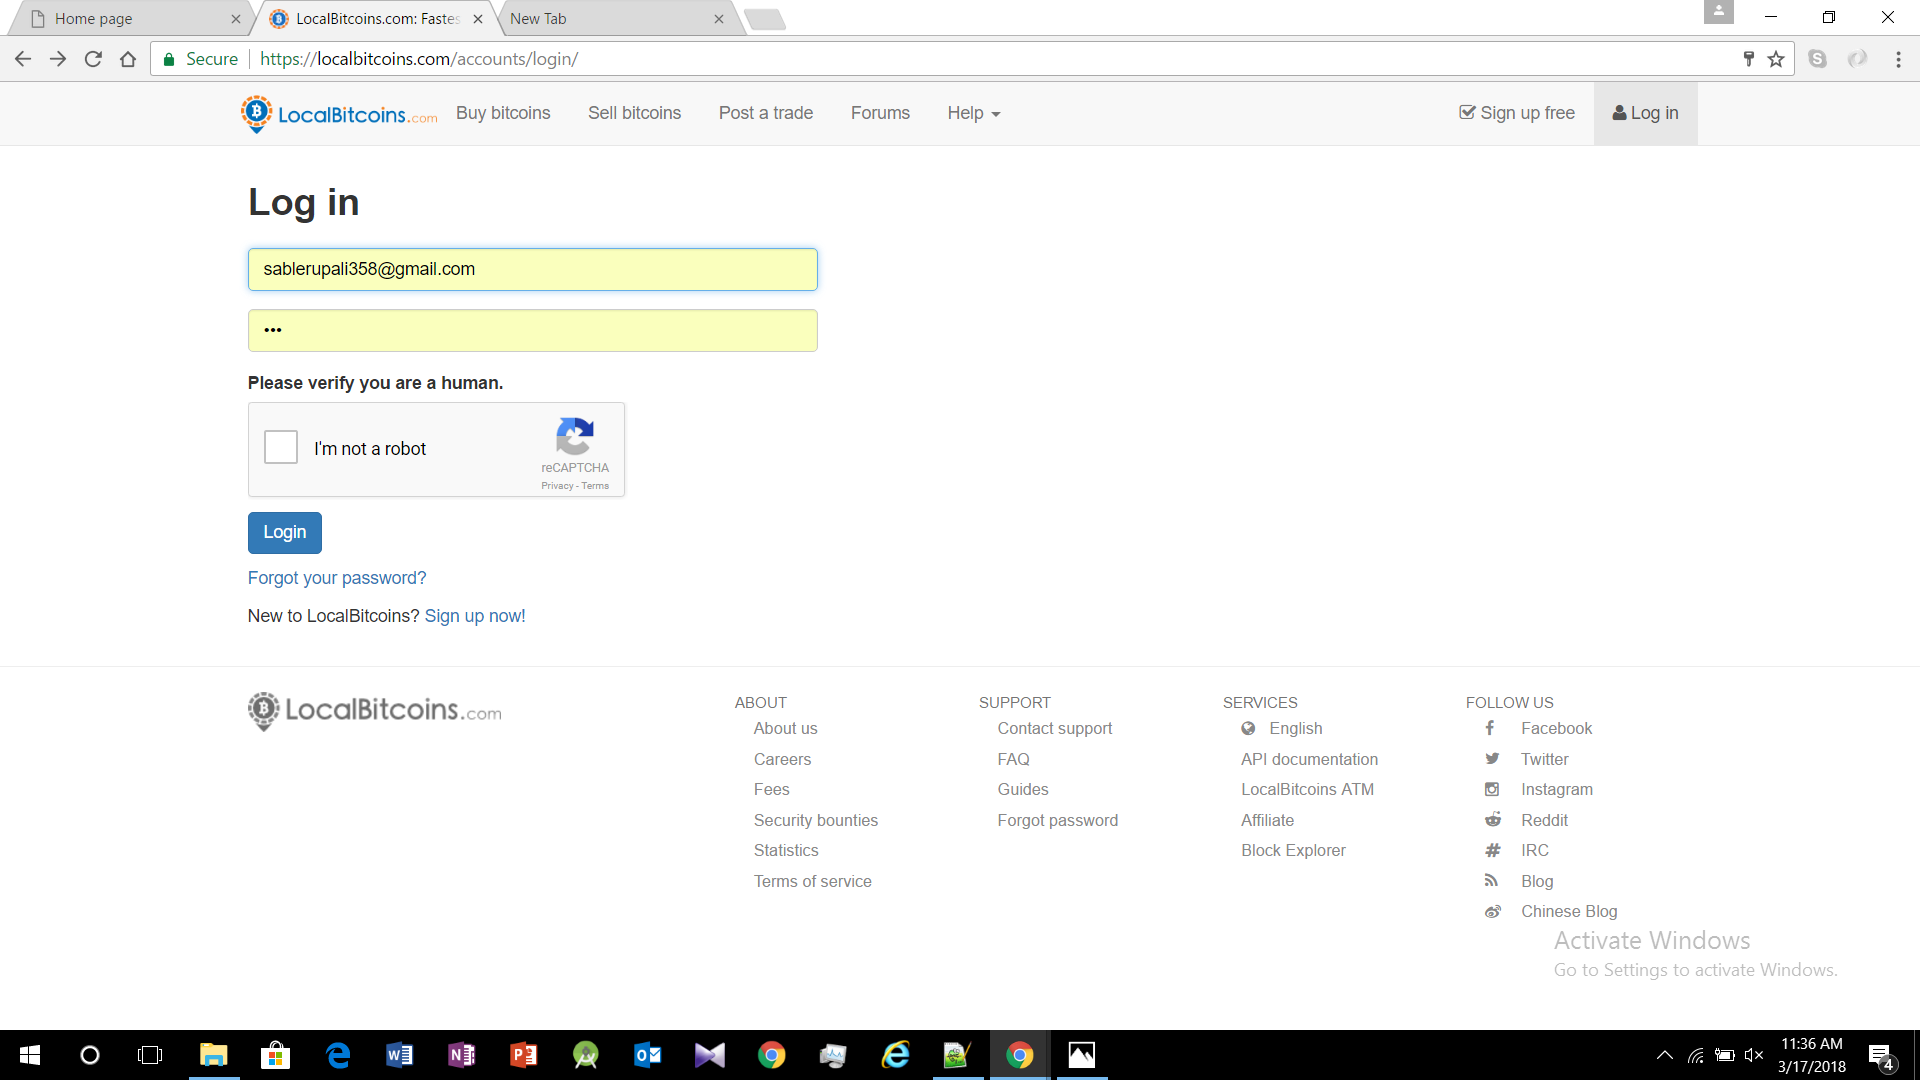 Home page
LocalBitcoins.com: Fastes
New Tab
Secure
https://localbitcoins.com/accounts/login/
LocalBitcoins.com
Buy bitcoins
Sell bitcoins
Post a trade
Forums
Help
Sign up free
Log in
Log in
sablerupali358@gmail.com
•••
Please verify you are a human.
I'm not a robot
reCAPTCHA
Privacy - Terms
Login
Forgot your password?
New to LocalBitcoins? Sign up now!
LocalBitcoins.com
ABOUT
About us
Careers
Fees
Security bounties
Statistics
Terms of service
SUPPORT
Contact support
FAQ
Guides
Forgot password
SERVICES
English
API documentation
LocalBitcoins ATM
Affiliate
Block Explorer
FOLLOW US
Facebook
Twitter
Instagram
Reddit
IRC
Blog
Chinese Blog
Activate Windows
Go to Settings to activate Windows.
11:36 AM
3/17/2018
4